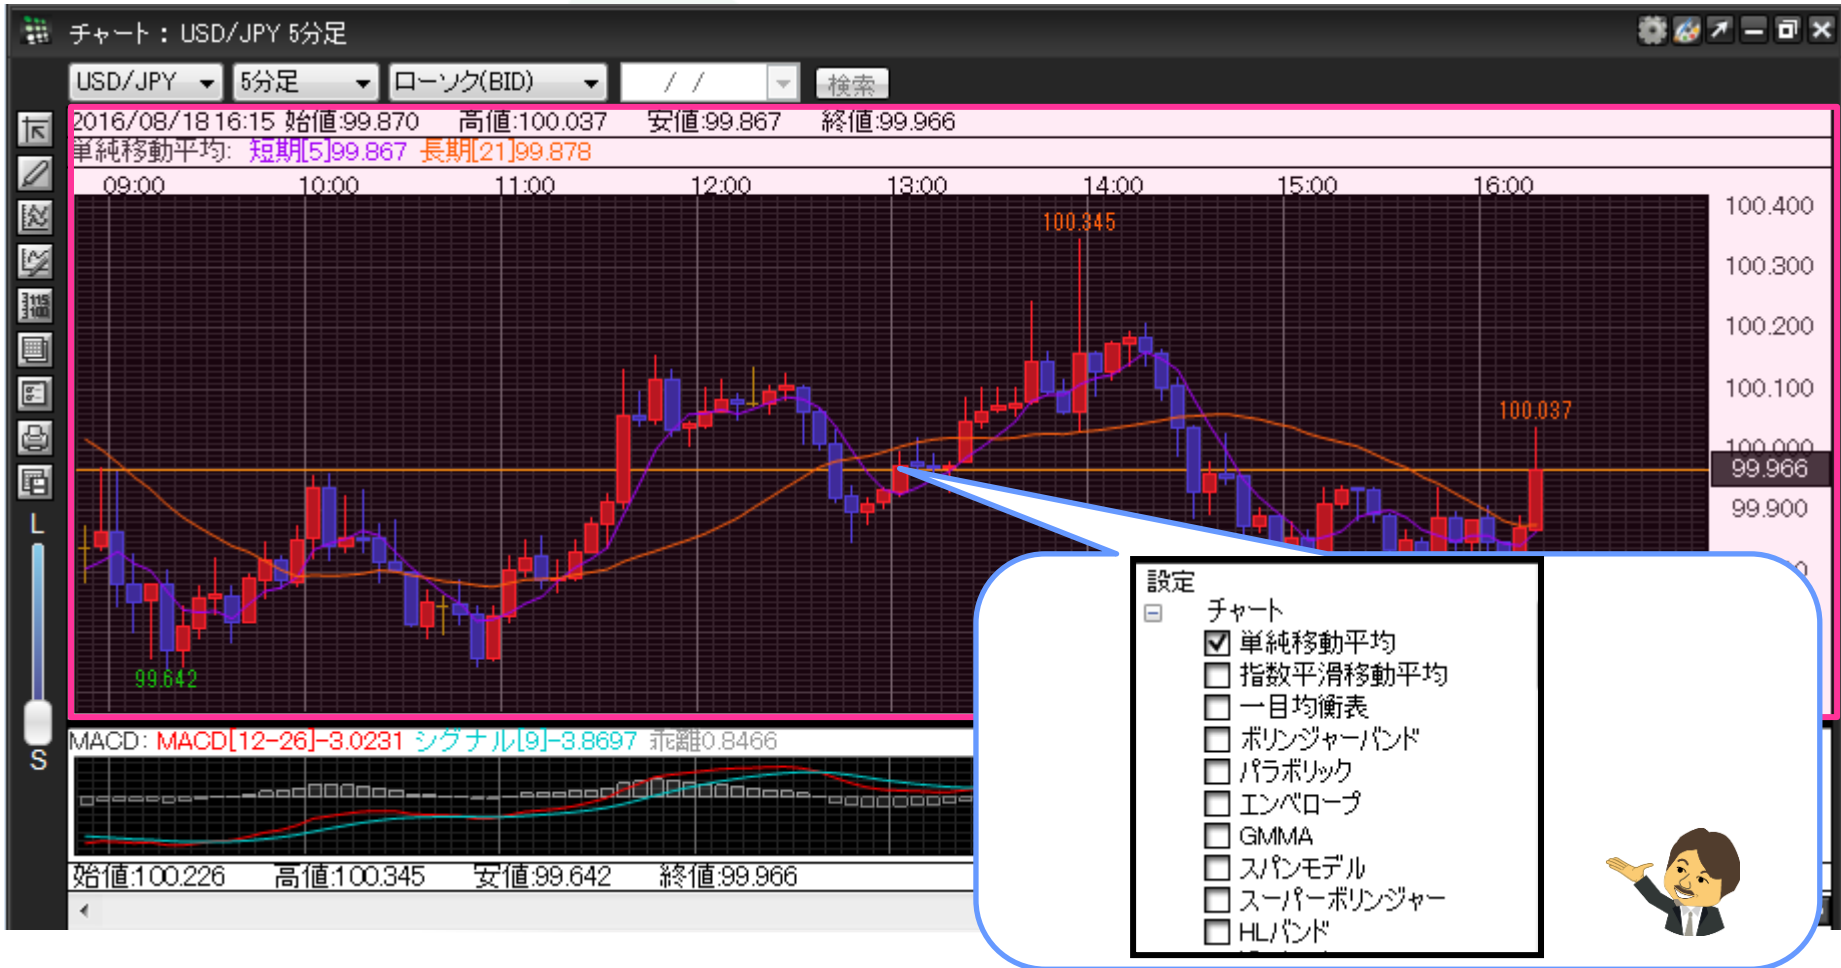 チャート： USD/JPY 5分足
USD/JPY 5分足 ローソク(BID) / / 検索
2016/08/18 16:15 始値:99.870 高値:100.037 安値:99.867 終値:99.966
単純移動平均: 短期[5]99.867 長期[21]99.878
09:00 10:00 11:00 12:00 13:00 14:00 15:00 16:00
100.400
100.345
100.300
100.200
100.100
100.037
100.000
99.966
99.900
115
100
L
99.642
S
MACD: MACD[12-26]-3.0231 シグナル[9]-3.8697 乖離0.8466
始値:100.226 高値:100.345 安値:99.642 終値:99.966
設定
チャート
単純移動平均
指数平滑移動平均
一目均衡表
ボリンジャーバンド
パラボリック
エンベロープ
GMMA
スパンモデル
スーパーボリンジャー
HLバンド